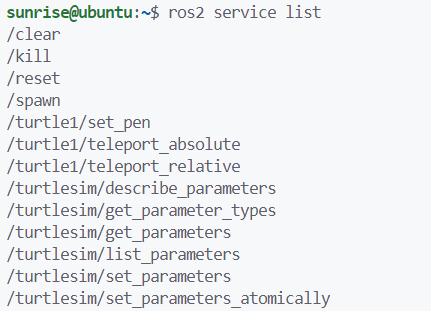 sunrise@ubuntu:~$ ros2 service list
/clear
/kill
/reset
/spawn
/turtle1/set_pen
/turtle1/teleport_absolute
/turtle1/teleport_relative
/turtlesim/describe_parameters
/turtlesim/get_parameter_types
/turtlesim/get_parameters
/turtlesim/list_parameters
/turtlesim/set_parameters
/turtlesim/set_parameters_atomically